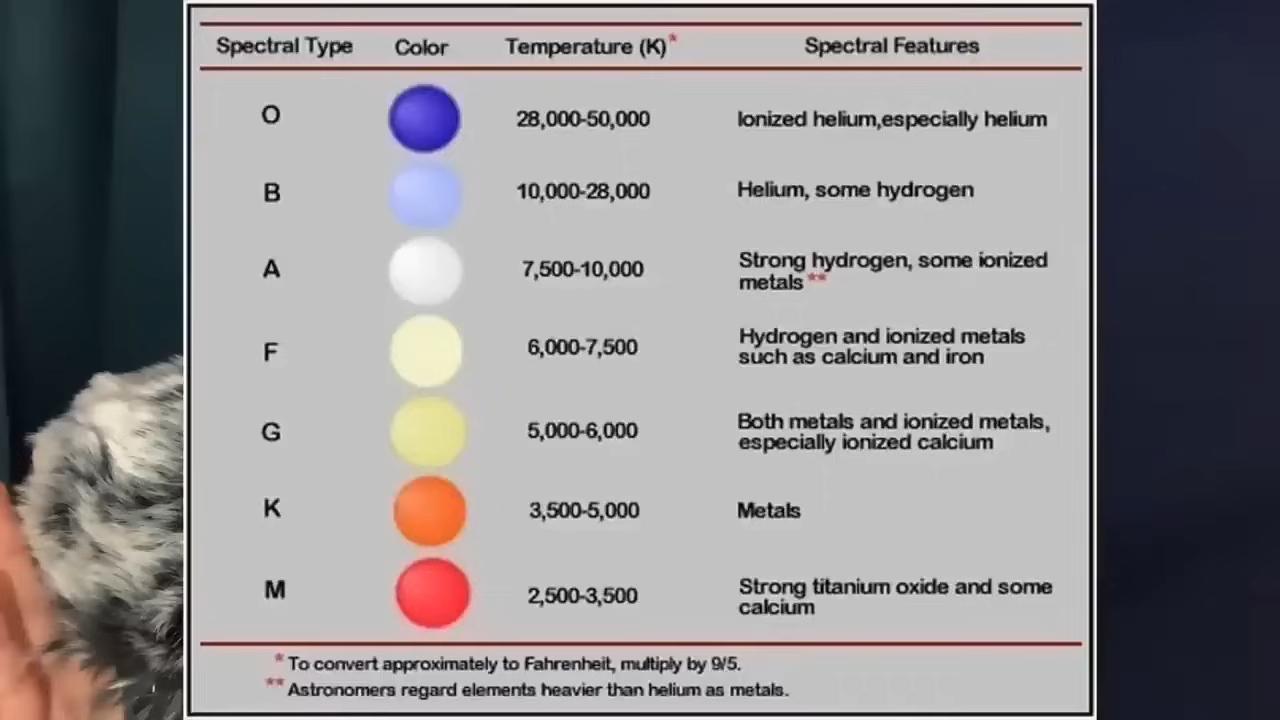 Spectral Type Color Temperature (K)* Spectral Features
O 28,000-50,000 Ionized helium,especially helium
B 10,000-28,000 Helium, some hydrogen
A 7,500-10,000 Strong hydrogen, some ionized
metals**
F 6,000-7,500 Hydrogen and ionized metals
such as calcium and iron
G 5,000-6,000 Both metals and ionized metals,
especially ionized calcium
K 3,500-5,000 Metals
M 2,500-3,500 Strong titanium oxide and some
calcium
* To convert approximately to Fahrenheit, multiply by 9/5.
** Astronomers regard elements heavier than helium as metals.